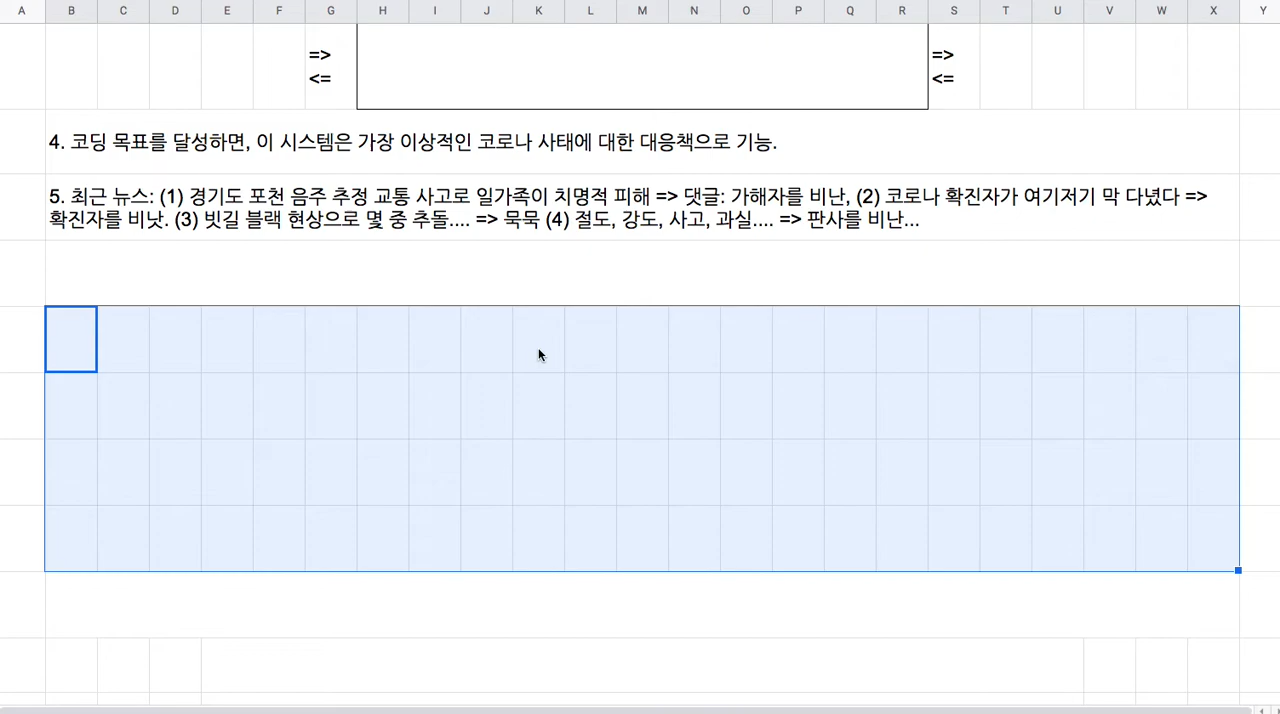 A B C D E F G H I J K L M N O P Q R S T U V W X Y
=> =>
<= <=
4. 코딩 목표를 달성하면, 이 시스템은 가장 이상적인 코로나 사태에 대한 대응책으로 기능.
5. 최근 뉴스: (1) 경기도 포천 음주 추정 교통 사고로 일가족이 치명적 피해 => 댓글: 가해자를 비난, (2) 코로나 확진자가 여기저기 막 다녔다 =>
확진자를 비낫. (3) 빗길 블랙 현상으로 몇 중 추돌.... => 묵묵 (4) 절도, 강도, 사고, 과실.... => 판사를 비난...